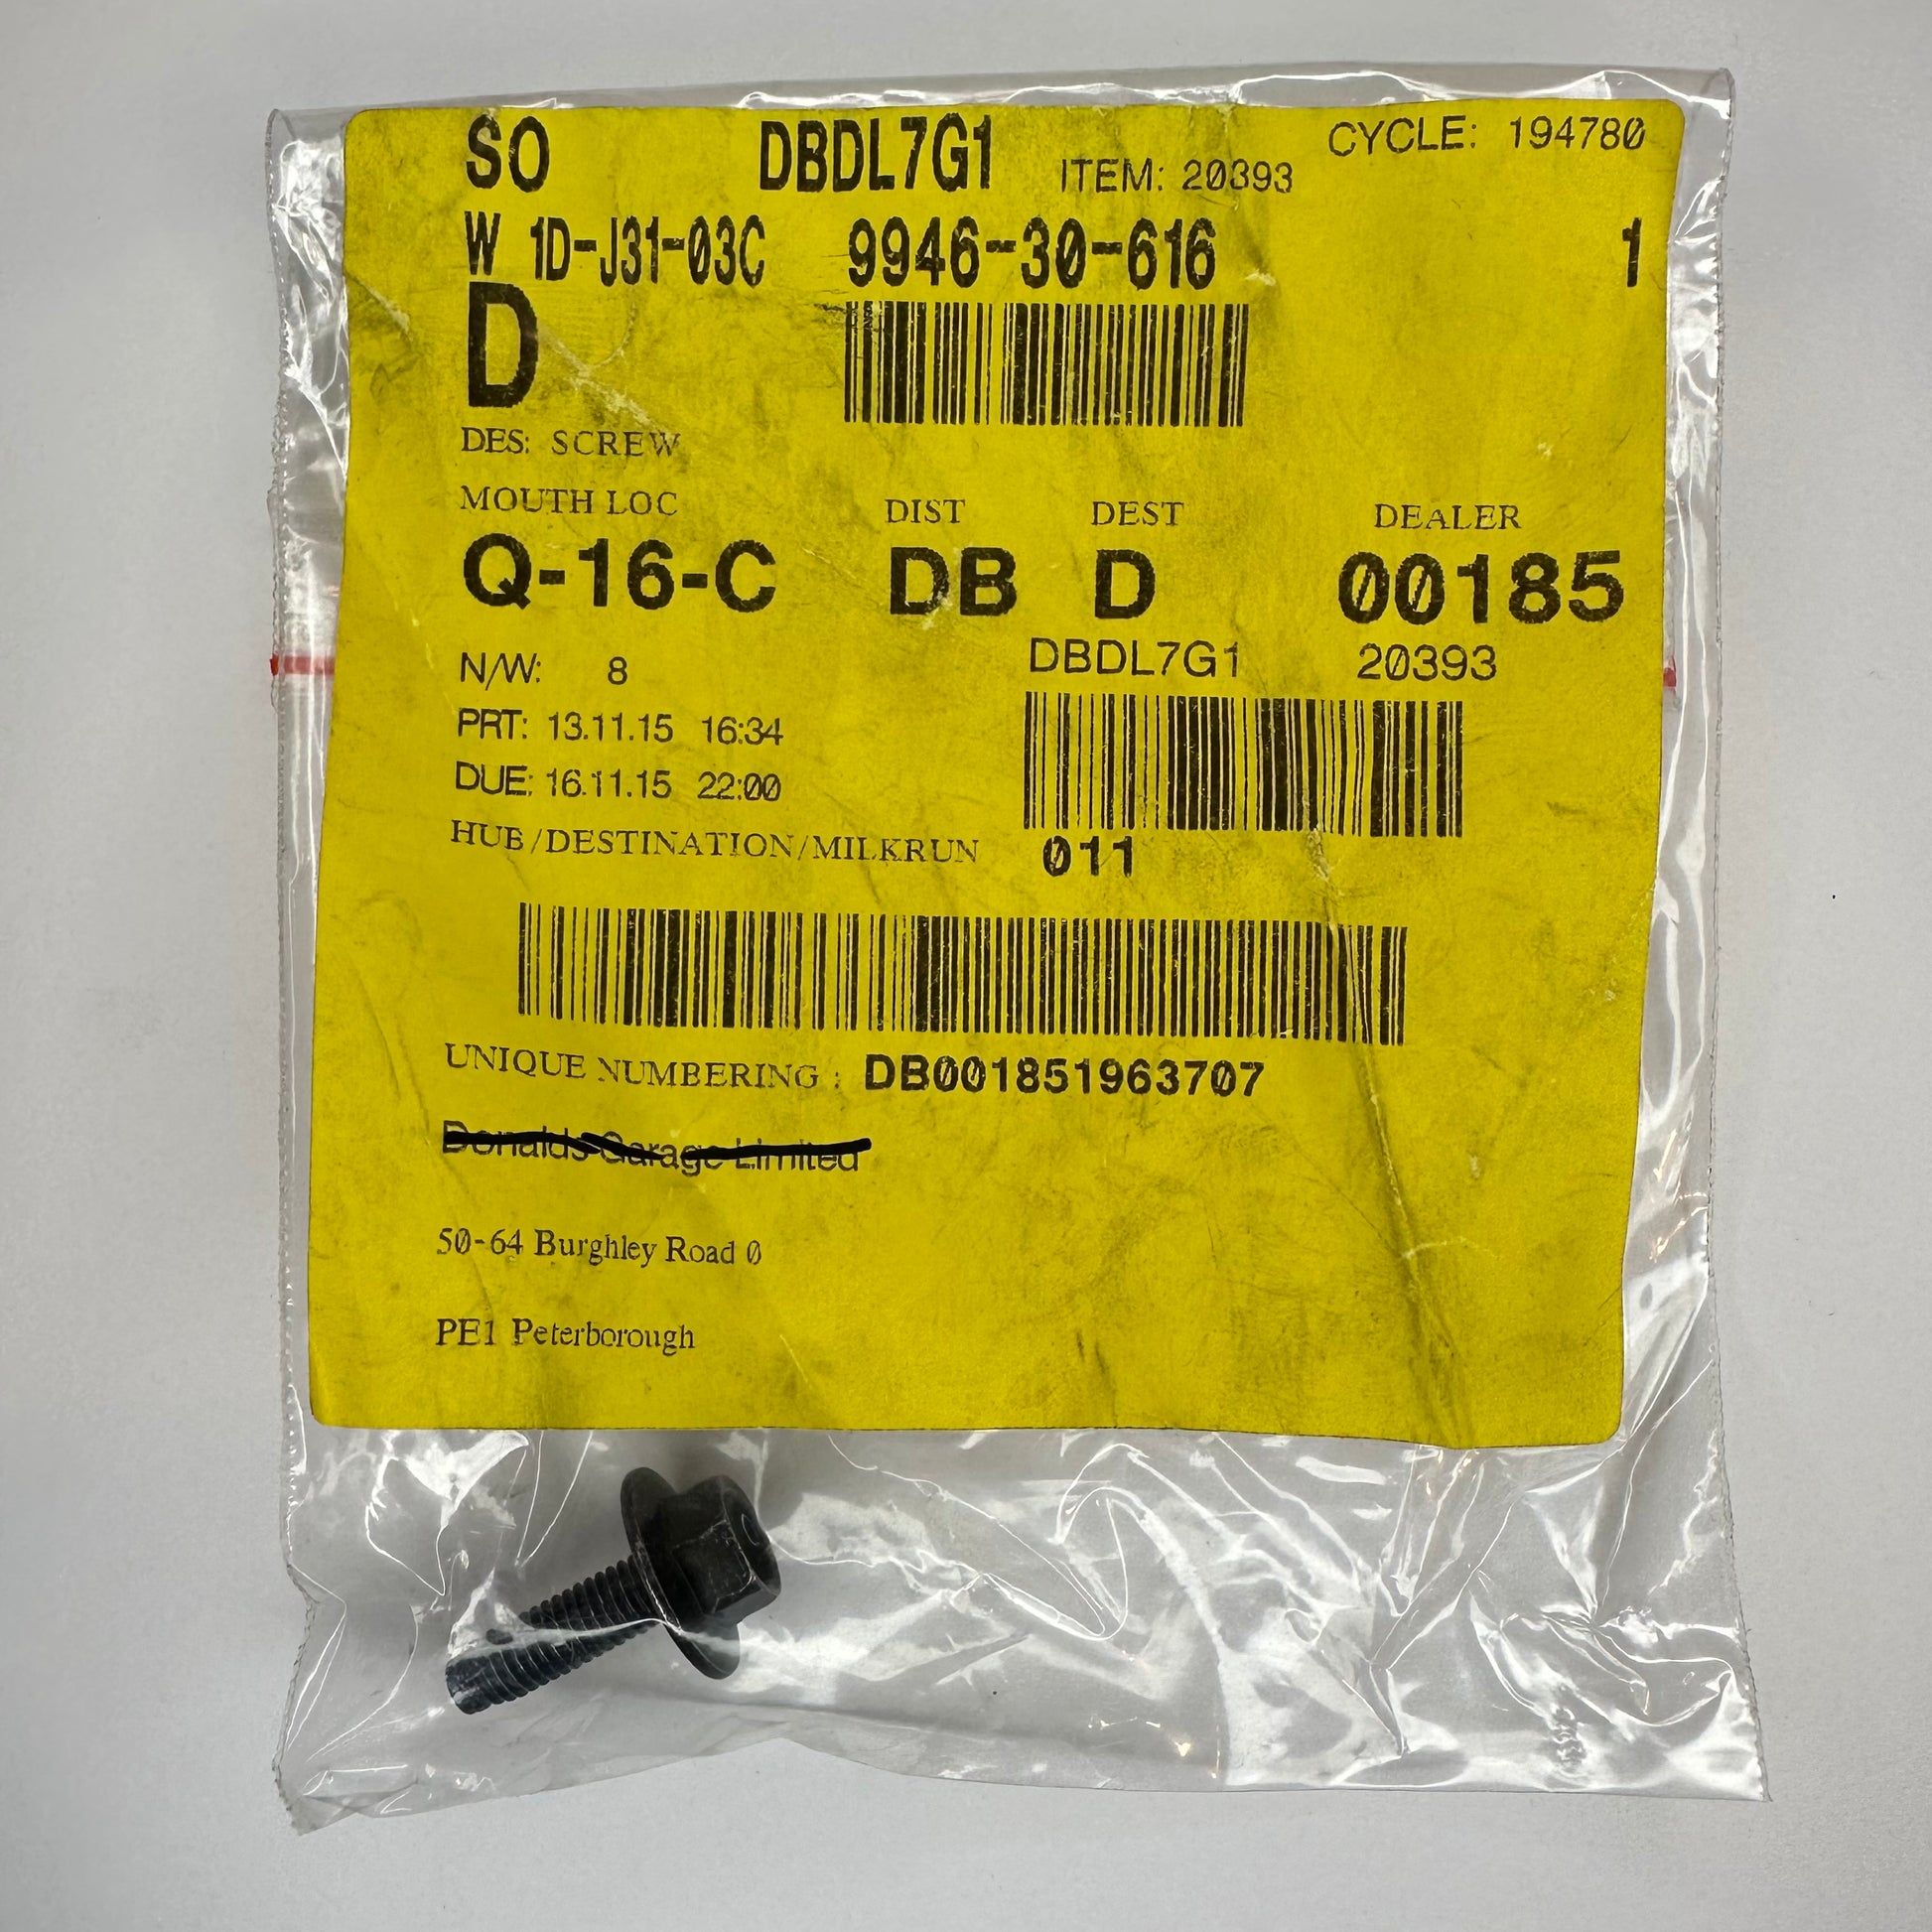 SO DBDL7G1 ITEM: 20393 CYCLE: 194780
W 1D-J31-03C 9946-30-616 1
D
DES: SCREW
MOUTH LOC DIST DEST DEALER
Q-16-C DB D 00185
N/W: 8 DBDL7G1 20393
PRT: 13.11.15 16:34
DUE: 16.11.15 22:00
HUB/DESTINATION/MILKRUN 011
UNIQUE NUMBERING : DB001851963707
Donalds Garage Limited
50-64 Burghley Road 0
PE1 Peterborough